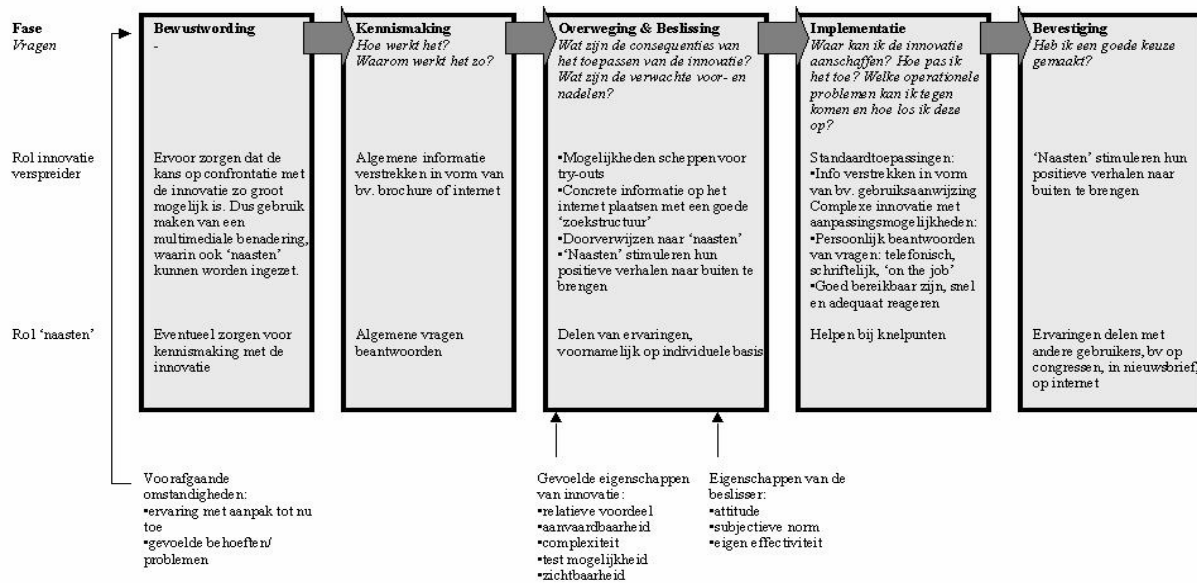 Fase
Vragen
Bewustwording
-
Kennismaking
Hoe werkt het?
Waarom werkt het zo?
Overweging & Beslissing
Wat zijn de consequenties van
het toepassen van de innovatie?
Wat zijn de verwachte voor- en
nadelen?
Implementatie
Waar kan ik de innovatie
aanschaffen? Hoe pas ik
het toe? Welke operationele
problemen kan ik tegen
komen en hoe los ik deze
op?
Bevestiging
Heb ik een goede keuze
gemaakt?
Rol innovatie
verspreider
Ervoor zorgen dat de
kans op confrontatie met
de innovatie zo groot
mogelijk is. Dus gebruik
maken van een
multimediale benadering,
waarin ook ‘naasten’
kunnen worden ingezet.
Algemene informatie
verstrekken in vorm van
bv. brochure of internet
▪Mogelijkheden scheppen voor
try-outs
▪Concrete informatie op het
internet plaatsen met een goede
‘zoekstructuur’
▪Doorverwijzen naar ‘naasten’
▪‘Naasten’ stimuleren hun
positieve verhalen naar buiten te
brengen
Standaardtoepassingen:
▪Info verstrekken in vorm
van bv. gebruiksaanwijzing
Complexe innovatie met
aanpassingsmogelijkheden:
▪Persoonlijk beantwoorden
van vragen: telefonisch,
schriftelijk, ‘on the job’
▪Goed bereikbaar zijn, snel
en adequaat reageren
‘Naasten’ stimuleren hun
positieve verhalen naar
buiten te brengen
Rol ‘naasten’
Eventueel zorgen voor
kennismaking met de
innovatie
Algemene vragen
beantwoorden
Delen van ervaringen,
voornamelijk op individuele basis
Helpen bij knelpunten
Ervaringen delen met
andere gebruikers, bv op
congressen, in nieuwsbrief,
op internet
Voorafgaande
omstandigheden:
▪ervaring met aanpak tot nu
toe
▪gevoelde behoeften/
problemen
Gevoelde eigenschappen
van innovatie:
▪relatieve voordeel
▪aanvaardbaarheid
▪complexiteit
▪test mogelijkheid
▪zichtbaarheid
Eigenschappen van de
beslisser:
▪attitude
▪subjectieve norm
▪eigen effectiviteit